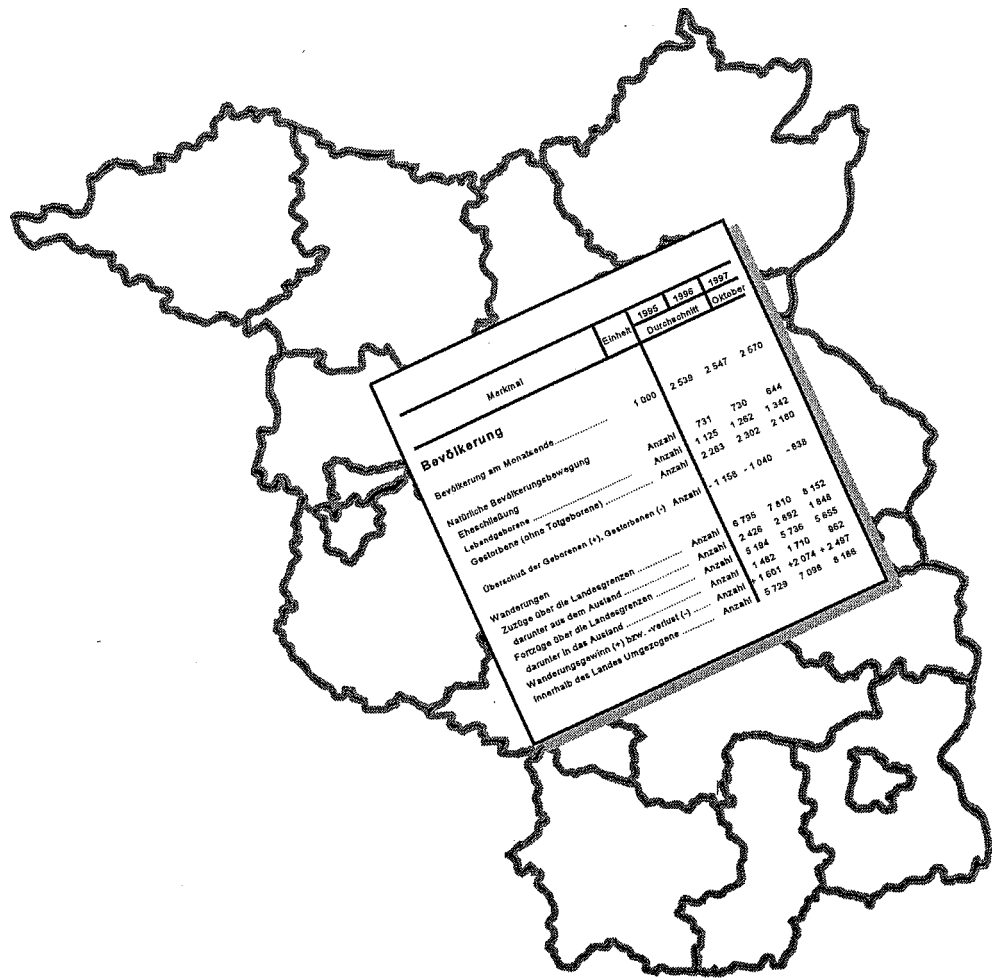 Merkmal Einheit 1995 1996 1997
Durchschnitt Oktober
Bevölkerung
Bevölkerung am Monatsende 1 000 2 539 2 547 2 570
Natürliche Bevölkerungsbewegung
Eheschließung Anzahl 731 730 644
Lebendgeborene Anzahl 1 125 1 262 1 342
Gestorbene (ohne Totgeborene) Anzahl 2 283 2 302 2 180
Überschuß der Geborenen (+), Gestorbenen (-) Anzahl - 1 158 - 1 040 - 838
Wanderungen
Zuzüge über die Landesgrenzen Anzahl 6 795 7 810 8 152
darunter aus dem Ausland Anzahl 2 426 2 692 1 848
Fortzüge über die Landesgrenzen Anzahl 5 194 5 736 5 655
darunter in das Ausland Anzahl 1 482 1 710 962
Wanderungsgewinn (+) bzw. -verlust (-) Anzahl + 1 601 +2 074 + 2 497
Innerhalb des Landes Umgezogene Anzahl 5 729 7 096 8 186